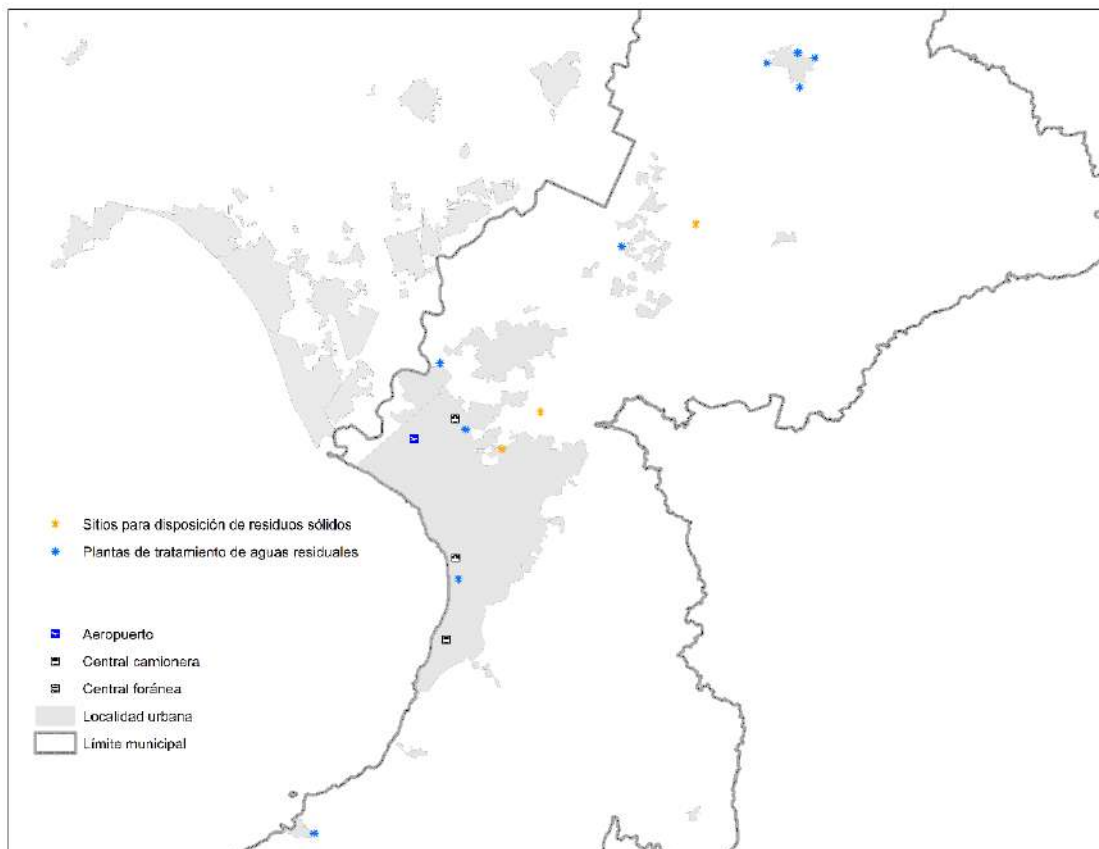 Sitios para disposición de residuos sólidos
Plantas de tratamiento de aguas residuales
Aeropuerto
Central camionera
Central foránea
Localidad urbana
Límite municipal